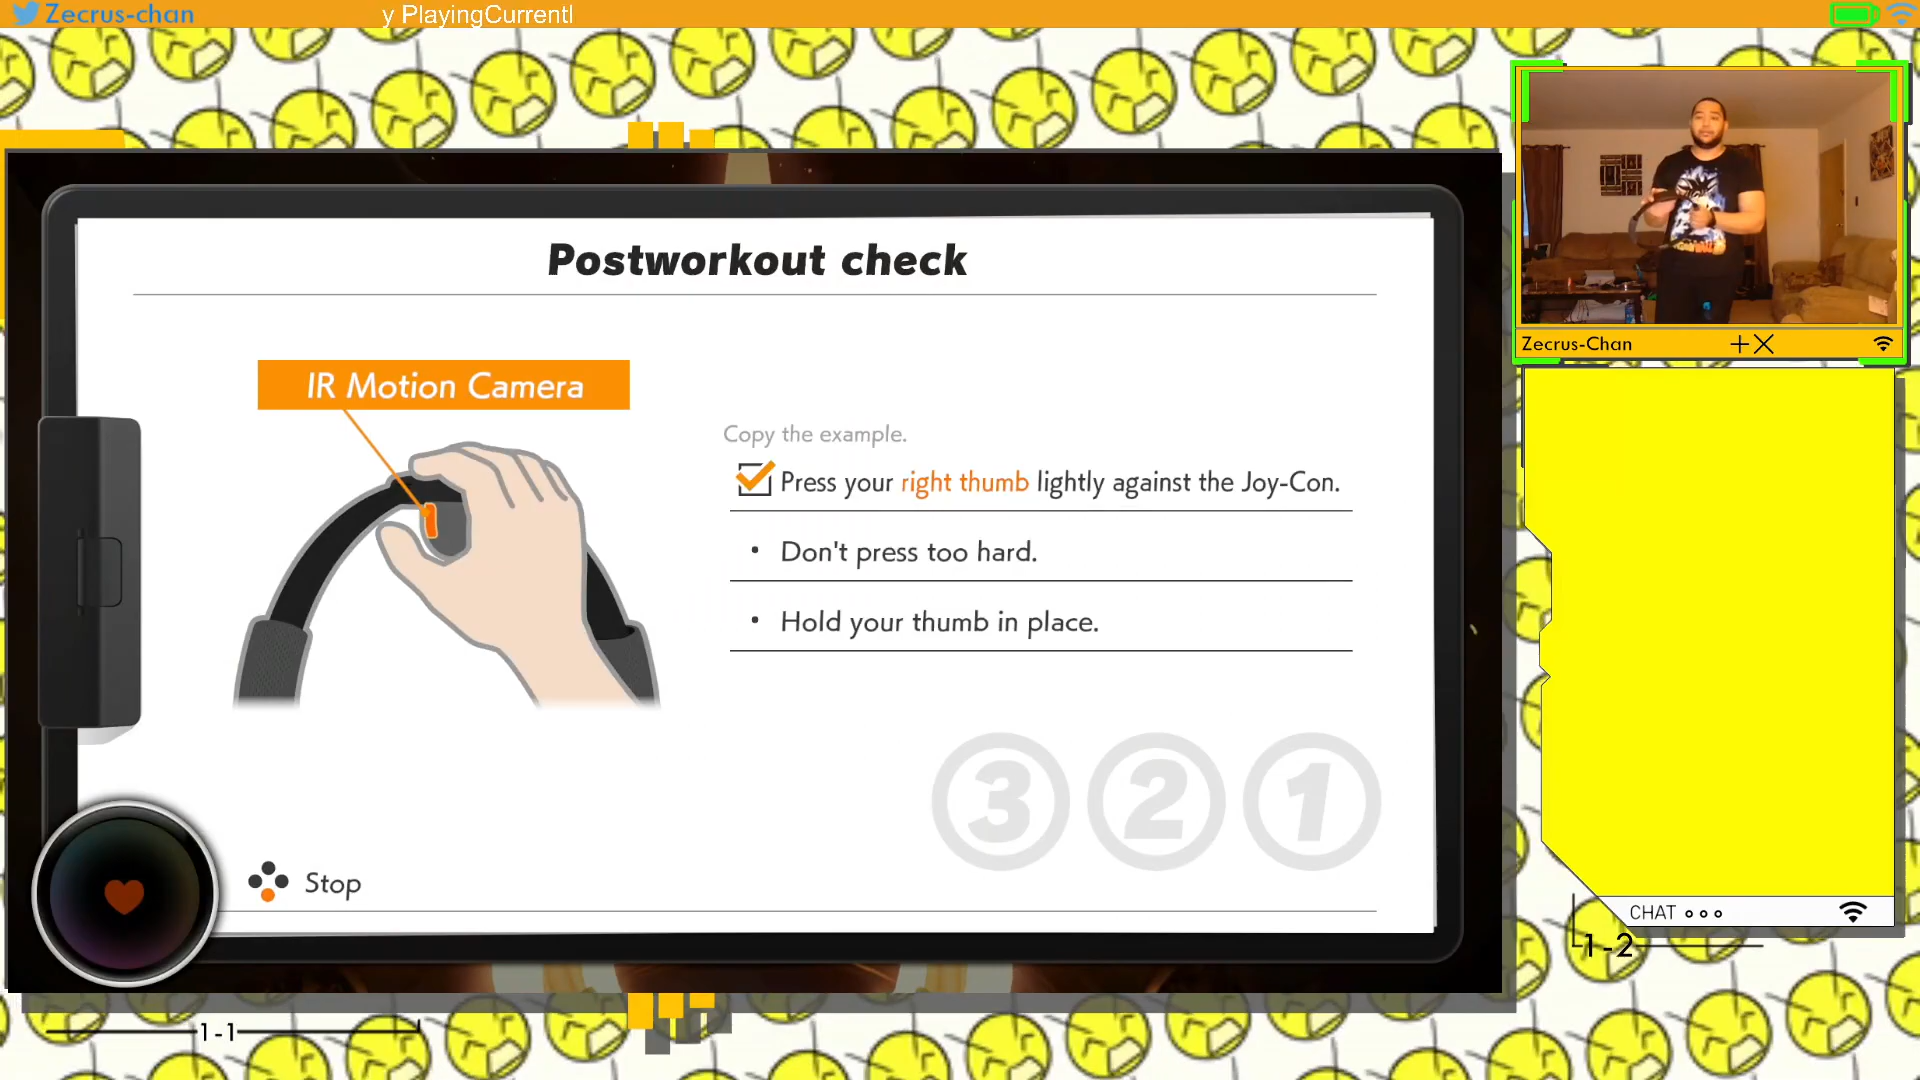 Zecrus-chan
y PlayingCurrentl
Postworkout check
IR Motion Camera
Copy the example.
Press your right thumb lightly against the Joy-Con.
Don't press too hard.
Hold your thumb in place.
3 2 1
Stop
Zecrus-Chan
CHAT
1-2
1-1